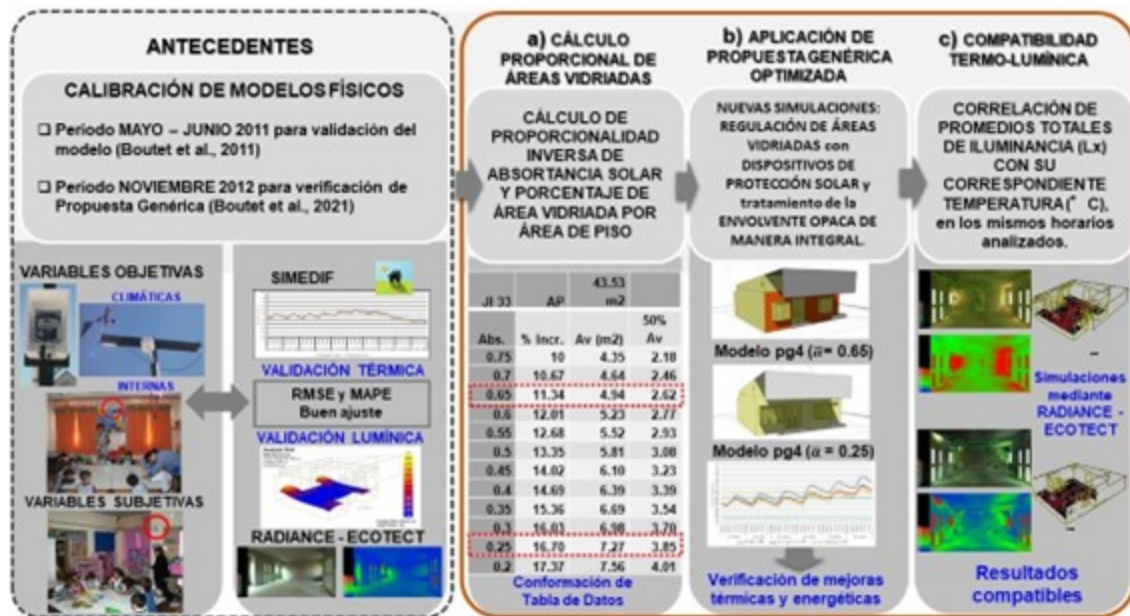 ANTECEDENTES
CALIBRACIÓN DE MODELOS FÍSICOS
❑ Período MAYO – JUNIO 2011 para validación del
modelo (Boutet et al., 2011)
❑ Período NOVIEMBRE 2012 para verificación de
Propuesta Genérica (Boutet et al., 2021)
VARIABLES OBJETIVAS
CLIMÁTICAS
INTERNAS
VARIABLES SUBJETIVAS
SIMEDIF
VALIDACIÓN TÉRMICA
RMSE y MAPE
Buen ajuste
VALIDACIÓN LUMÍNICA
RADIANCE - ECOTECT
a) CÁLCULO
PROPORCIONAL DE
ÁREAS VIDRIADAS
CÁLCULO DE
PROPORCIONALIDAD
INVERSA DE
ABSORTANCIA SOLAR
Y PORCENTAJE DE
ÁREA VIDRIADA POR
ÁREA DE PISO
JI 33 AP 43.53 m2
Abs. % Incr. Av (m2) 50% Av
0.75 10 4.35 2.18
0.7 10.67 4.64 2.46
0.65 11.34 4.94 2.62
0.6 12.01 5.23 2.77
0.55 12.68 5.52 2.93
0.5 13.35 5.81 3.08
0.45 14.02 6.10 3.23
0.4 14.69 6.39 3.39
0.35 15.36 6.69 3.54
0.3 16.03 6.98 3.70
0.25 16.70 7.27 3.85
0.2 17.37 7.56 4.01
Conformación de
Tabla de Datos
b) APLICACIÓN DE
PROPUESTA GENÉRICA
OPTIMIZADA
NUEVAS SIMULACIONES:
REGULACIÓN DE ÁREAS
VIDRIADAS con
DISPOSITIVOS DE
PROTECCIÓN SOLAR y
tratamiento de la
ENVOLVENTE OPACA DE
MANERA INTEGRAL.
Modelo pg4 (ᾱ= 0.65)
Modelo pg4 (ᾱ = 0.25)
Verificación de mejoras
térmicas y energéticas
c) COMPATIBILIDAD
TERMO-LUMÍNICA
CORRELACIÓN DE
PROMEDIOS TOTALES
DE ILUMINANCIA (Lx)
CON SU
CORRESPONDIENTE
TEMPERATURA (° C),
en los mismos horarios
analizados.
Simulaciones
mediante
RADIANCE -
ECOTECT
Resultados
compatibles